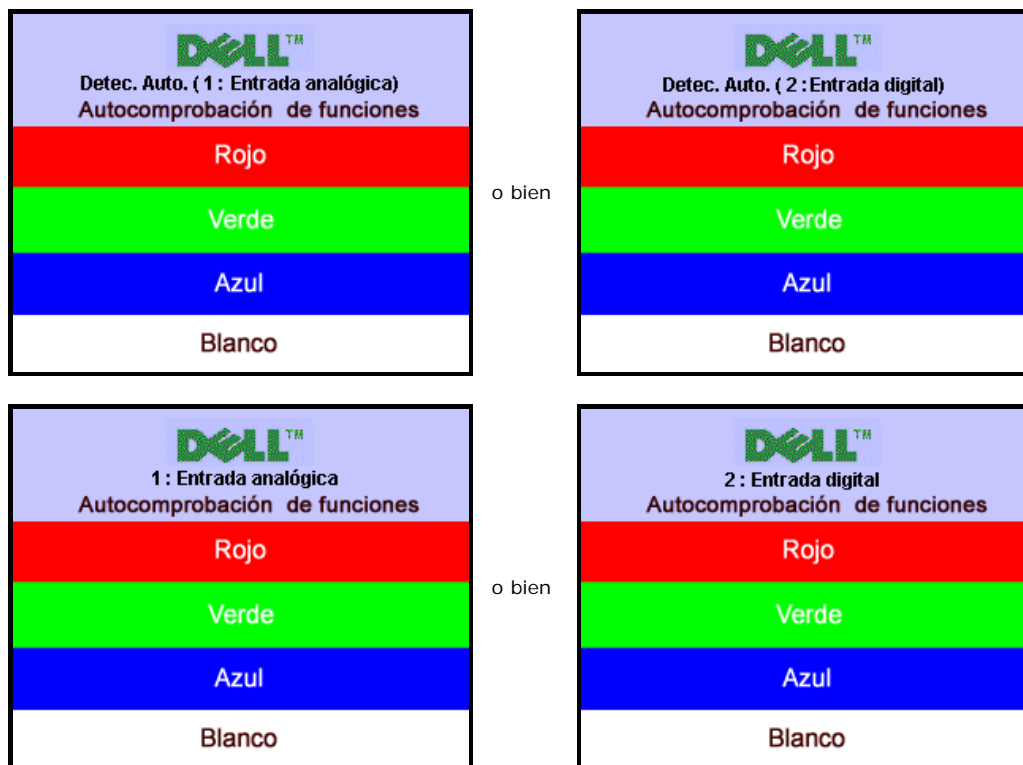 DELL™
Detec. Auto. ( 1 : Entrada analógica)
Autocomprobación de funciones
Rojo
Verde
Azul
Blanco
o bien
DELL™
Detec. Auto. ( 2 :Entrada digital)
Autocomprobación de funciones
Rojo
Verde
Azul
Blanco
DELL™
1 : Entrada analógica
Autocomprobación de funciones
Rojo
Verde
Azul
Blanco
o bien
DELL™
2 : Entrada digital
Autocomprobación de funciones
Rojo
Verde
Azul
Blanco